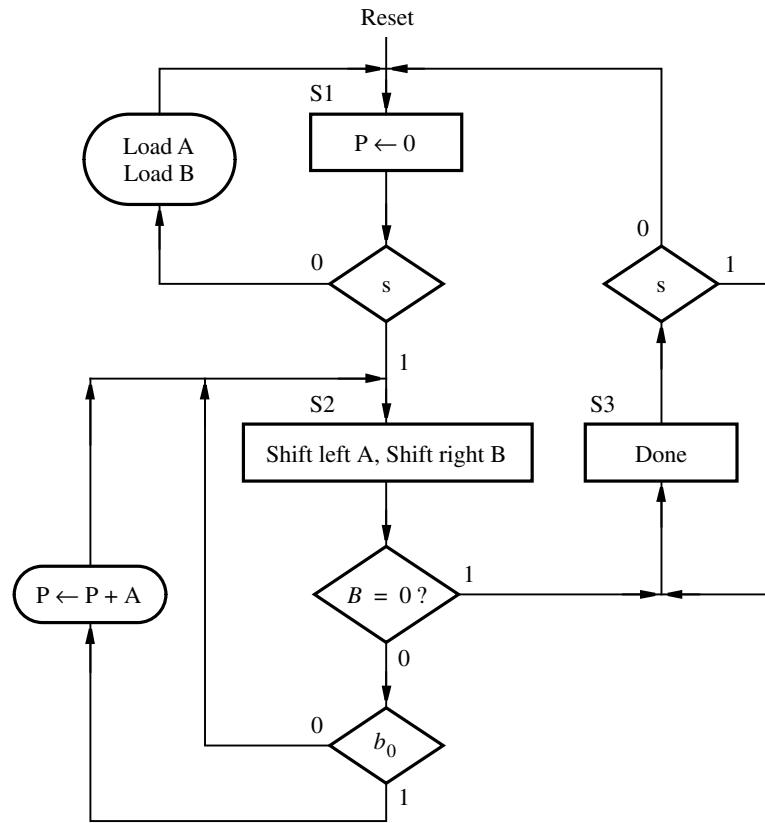 Reset
S1
Load A
Load B
P ← 0
0
s
1
0
s
1
S2
Shift left A, Shift right B
S3
Done
P ← P + A
B = 0 ?
1
0
0
b0
1